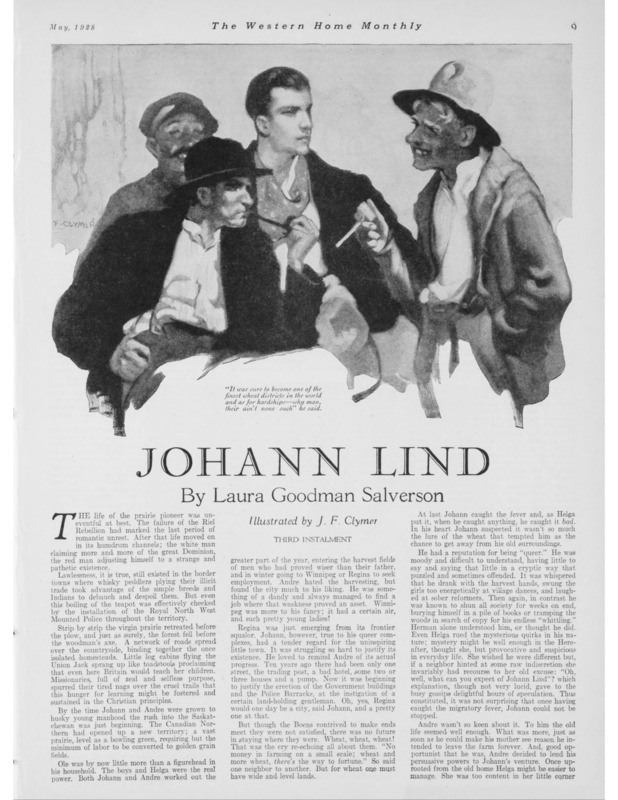 May, 1928
The Western Home Monthly
9
F. CLYMER
"It was sure to become one of the
finest wheat districts in the world
and as for hardships—why man,
their ain't none such" he said.
JOHANN LIND
By Laura Goodman Salverson
THE life of the prairie pioneer was un-
eventful at best. The failure of the Riel
Rebellion had marked the last period of
romantic unrest. After that life moved on
in its humdrum channels; the white man
claiming more and more of the great Dominion,
the red man adjusting himself to a strange and
pathetic existence.
Lawlessness, it is true, still existed in the border
towns where whisky peddlers plying their illicit
trade took advantage of the simple breeds and
Indians to debauch and despoil them. But even
this boiling of the teapot was effectively checked
by the installation of the Royal North West
Mounted Police throughout the territory.
Strip by strip the virgin prairie retreated before
the plow, and just as surely, the forest fell before
the woodman's axe. A network of roads spread
over the countryside, binding together the once
isolated homesteads. Little log cabins flying the
Union Jack sprang up like toadstools proclaiming
that even here Britain would teach her children.
Missionaries, full of zeal and selfless purpose,
spurred their tired nags over the cruel trails that
this hunger for learning might be fostered and
sustained in the Christian principles.
By the time Johann and Andre were grown to
husky young manhood the rush into the Saskat-
chewan was just beginning. The Canadian Nor-
thern had opened up a new territory; a vast
prairie, level as a bowling green, requiring but the
minimum of labor to be converted to golden grain
fields.
Ole was by now little more than a figurehead in
his household. The boys and Helga were the real
power. Both Johann and Andre worked out the
Illustrated by J. F. Clymer
THIRD INSTALMENT
greater part of the year, entering the harvest fields
of men who had proved wiser than their father,
and in winter going to Winnipeg or Regina to seek
employment. Andre hated the harvesting, but
found the city much to his liking. He was some-
thing of a dandy and always managed to find a
job where that weakness proved an asset. Winni-
peg was more to his fancy; it had a certain air,
and such pretty young ladies!
Regina was just emerging from its frontier
squalor. Johann, however, true to his queer com-
plexes, had a tender regard for the uninspiring
little town. It was struggling so hard to justify its
existence. He loved to remind Andre of its actual
progress. Ten years ago there had been only one
street, the trading post, a bad hotel, some two or
three houses and a pump. Now it was beginning
to justify the erection of the Government buildings
and the Police Barracks, at the instigation of a
certain land-holding gentleman. Oh, yes, Regina
would one day be a city, said Johann, and a pretty
one at that.
But though the Boens contrived to make ends
meet they were not satisfied, there was no future
in staying where they were. Wheat, wheat, wheat!
That was the cry re-echoing all about them. "No
money in farming on a small scale; wheat and
more wheat, there's the way to fortune." So said
one neighbor to another. But for wheat one must
have wide and level lands.
At last Johann caught the fever and, as Helga
put it, when he caught anything, he caught it bad.
In his heart Johann suspected it wasn't so much
the lure of the wheat that tempted him as the
chance to get away from his old surroundings.
He had a reputation for being "queer." He was
moody and difficult to understand, having little to
say and saying that little in a cryptic way that
puzzled and sometimes offended. It was whispered
that he drank with the harvest hands, swung the
girls too energetically at village dances, and laugh-
ed at sober reformers. Then again, in contrast he
was known to shun all society for weeks on end,
burying himself in a pile of books or tramping the
woods in search of copy for his endless "whittling."
Herman alone understood him, or thought he did.
Even Helga rued the mysterious quirks in his na-
ture; mystery might be well enough in the Here-
after, thought she, but provocative and suspicious
in everyday life. She wished he were different but,
if a neighbor hinted at some raw indiscretion she
invariably had recourse to her old excuse: "Oh,
well, what can you expect of Johann Lind"? which
explanation, though not very lucid, gave to the
busy gossips delightful hours of speculation. Thus
constituted, it was not surprising that once having
caught the migratory fever, Johann could not be
stopped.
Andre wasn't so keen about it. To him the old
life seemed well enough. What was more, just as
soon as he could make his mother see reason he in-
tended to leave the farm forever. And, good op-
portunist that he was, Andre decided to lend his
persuasive powers to Johann's venture. Once up-
rooted from the old home Helga might be easier to
manage. She was too content in her little corner